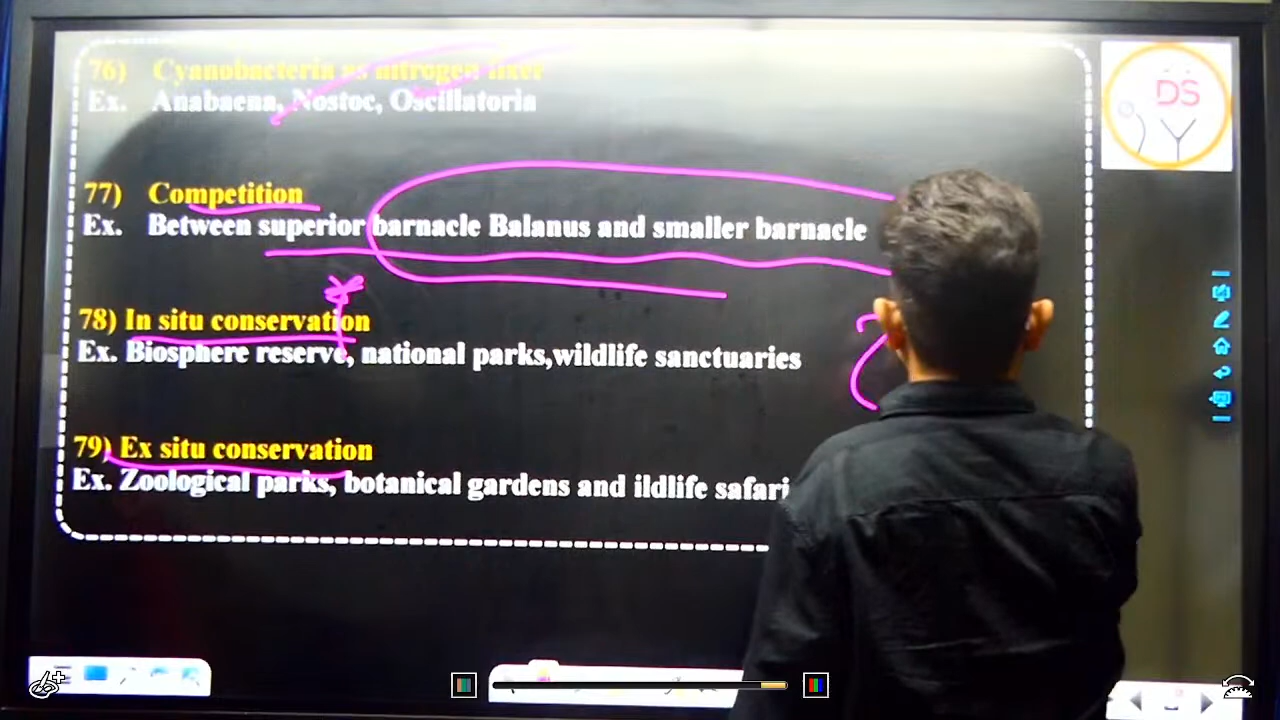 76) Cyanobacteria as nitrogen fixer
Ex. Anabaena, Nostoc, Oscillatoria
DS
77) Competition
Ex. Between superior barnacle Balanus and smaller barnacle
78) In situ conservation
Ex. Biosphere reserve, national parks,wildlife sanctuaries
79) Ex situ conservation
Ex. Zoological parks, botanical gardens and ildlife safari